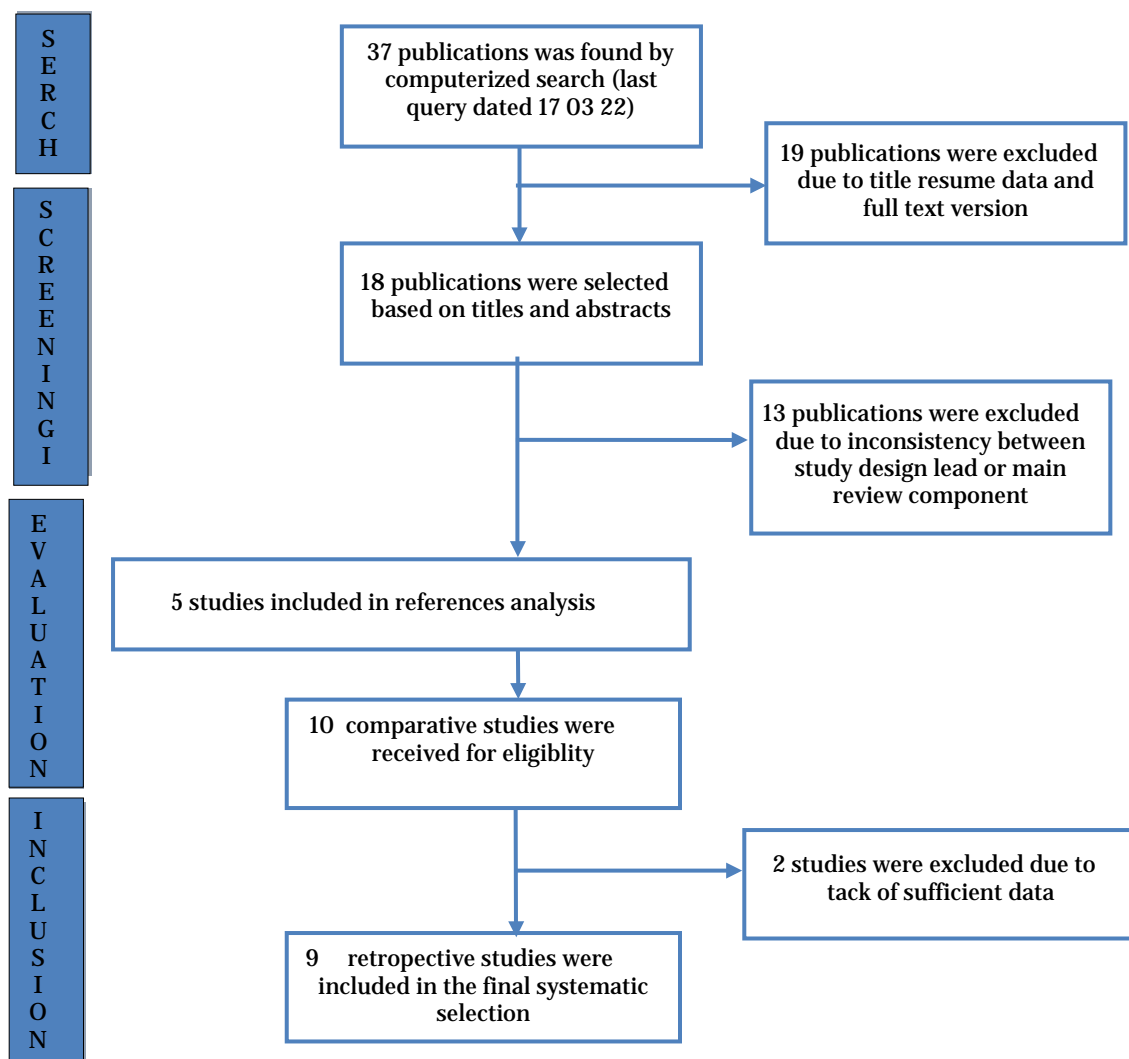 SERCH
37 publications was found by
computerized search (last
query dated 17 03 22)
19 publications were excluded
due to title resume data and
full text version
SCREENINGI
18 publications were selected
based on titles and abstracts
13 publications were excluded
due to inconsistency between
study design lead or main
review component
EVALUATION
5 studies included in references analysis
10 comparative studies were
received for eligiblity
INCLUSION
2 studies were excluded due to
tack of sufficient data
9 retropective studies were
included in the final systematic
selection